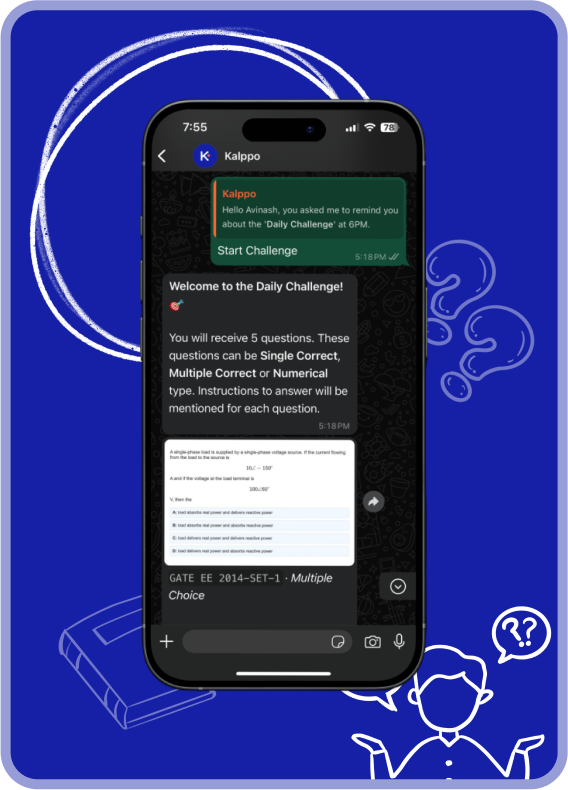 7:55
78
K
Kalppo
Kalppo
Hello Avinash, you asked me to remind you
about the 'Daily Challenge' at 6PM.
Start Challenge
5:18 PM
Welcome to the Daily Challenge!
You will receive 5 questions. These
questions can be Single Correct,
Multiple Correct or Numerical
type. Instructions to answer will be
mentioned for each question.
5:18 PM
A single-phase load is supplied by a single-phase voltage source. If the current flowing
from the load to the source is
10∠ − 150°
A and if the voltage at the load terminal is
100∠60°
V, then the
A: load absorbs real power and delivers reactive power
B: load absorbs real power and absorbs reactive power
C: load delivers real power and delivers reactive power
D: load delivers real power and absorbs reactive power
GATE EE 2014-SET-1 · Multiple
Choice
??